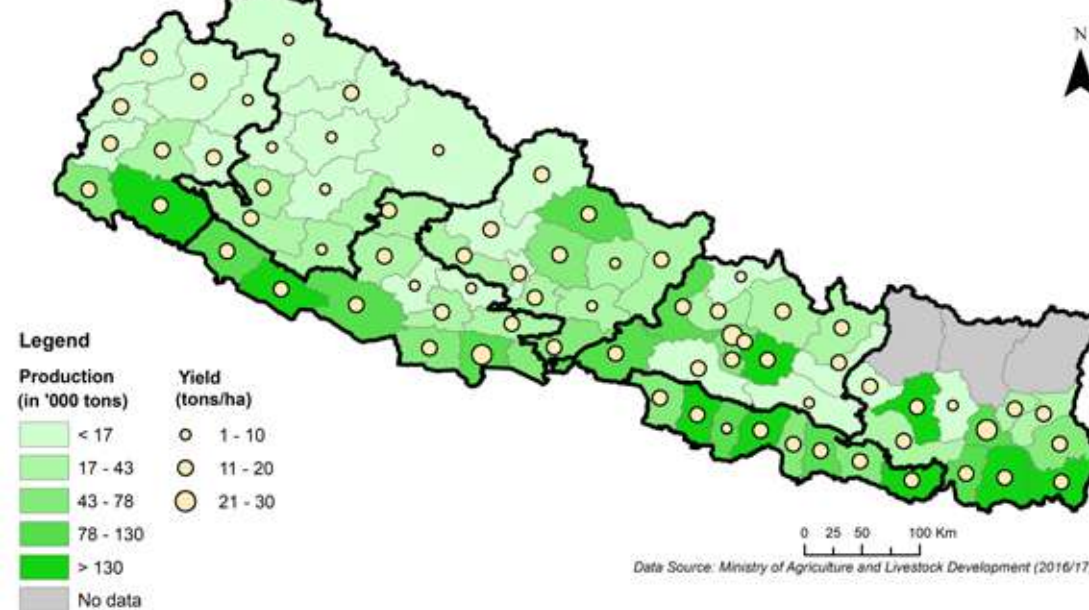 N
Legend
Production Yield
(in '000 tons) (tons/ha)
< 17 1 - 10
17 - 43 11 - 20
43 - 78 21 - 30
78 - 130
> 130
No data
0 25 50 100 Km
Data Source: Ministry of Agriculture and Livestock Development (2016/17